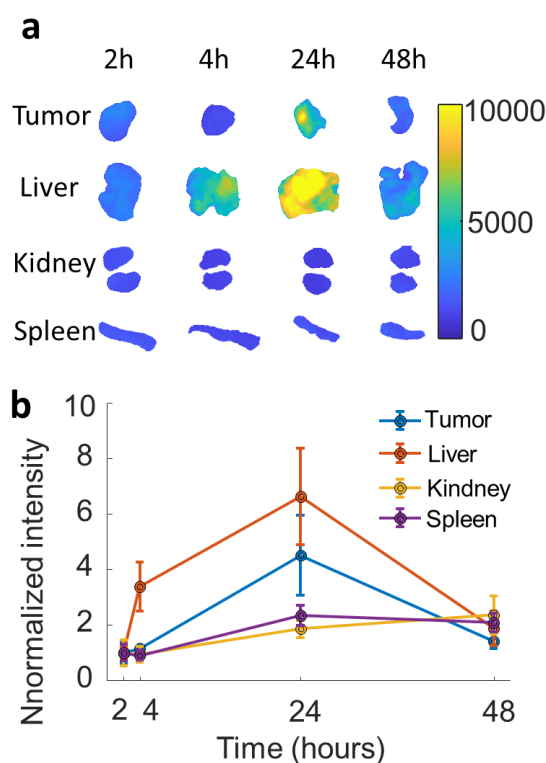 a
2h 4h 24h 48h
Tumor
Liver
Kidney
Spleen
10000
5000
0
b
Nnormalized intensity
10
8
6
4
2
0
Tumor
Liver
Kindney
Spleen
2 4 24 48
Time (hours)